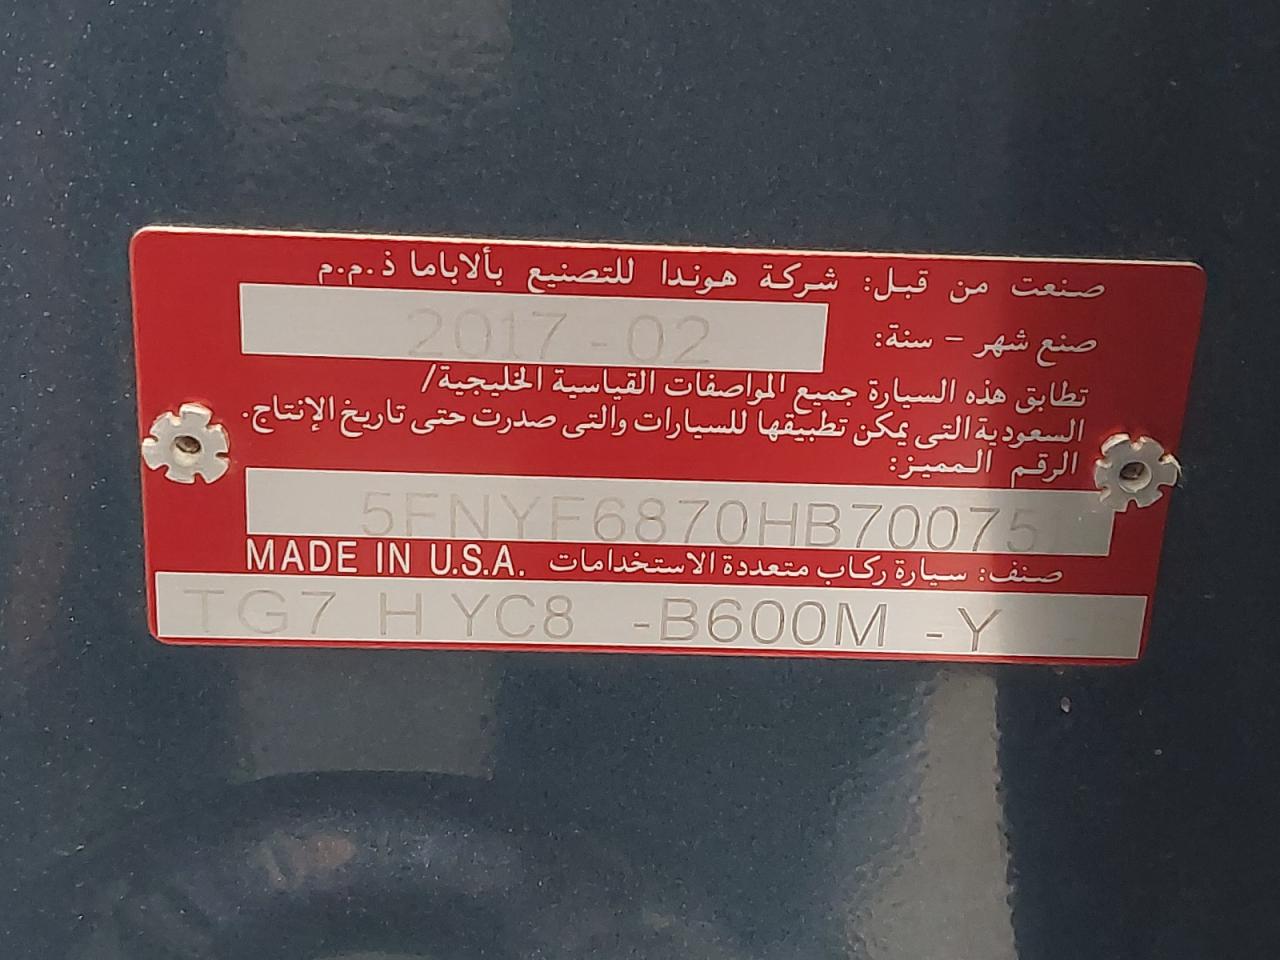 صنعت من قبل: شركة هوندا للتصنيع بألاباما ذ.م.م
صنع شهر - سنة: 2017-02
تطابق هذه السيارة جميع المواصفات القياسية الخليجية/
السعودية التى يمكن تطبيقها للسيارات والتى صدرت حتى تاريخ الإنتاج.
الرقم المميز:
5FNYF6870HB700751
صنف: سيارة ركاب متعددة الاستخدامات MADE IN U.S.A.
TG7 H YC8 -B600M -Y